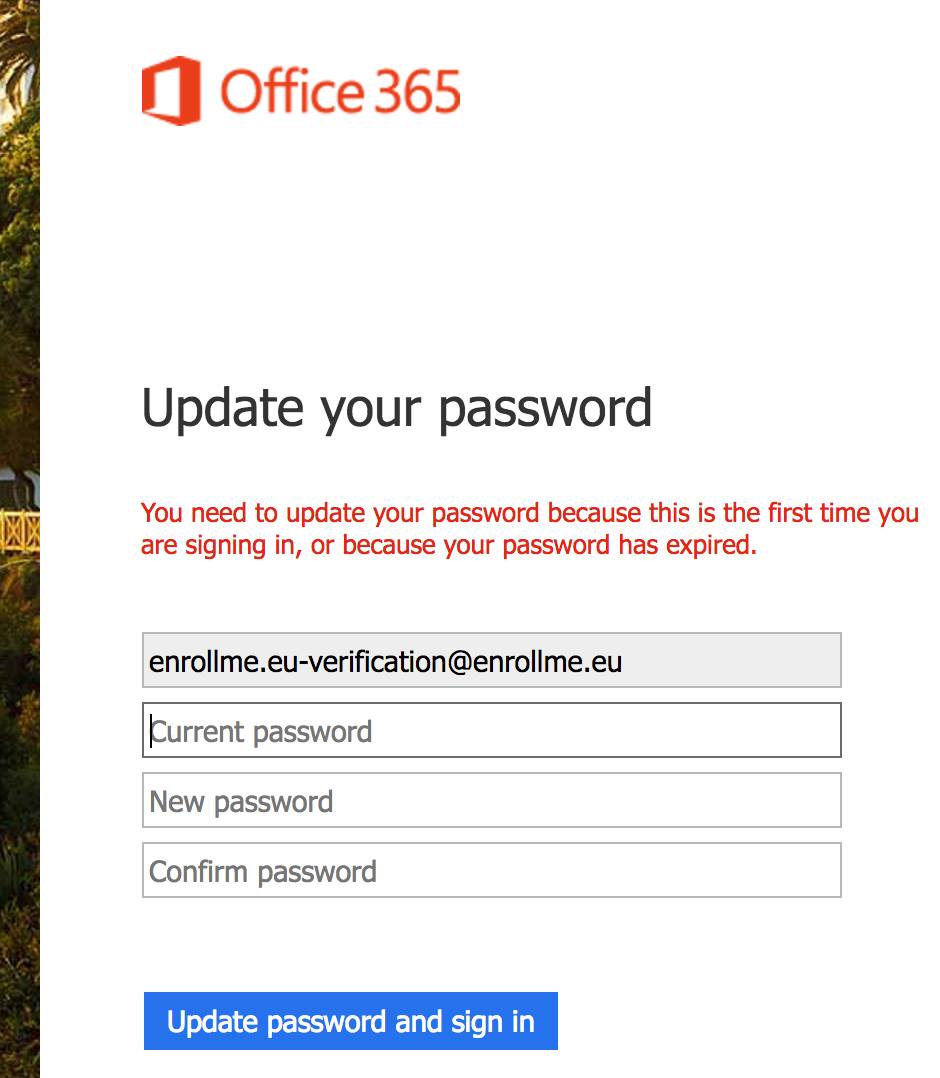 Office 365
Update your password
You need to update your password because this is the first time you
are signing in, or because your password has expired.
enrollme.eu-verification@enrollme.eu
Current password
New password
Confirm password
Update password and sign in